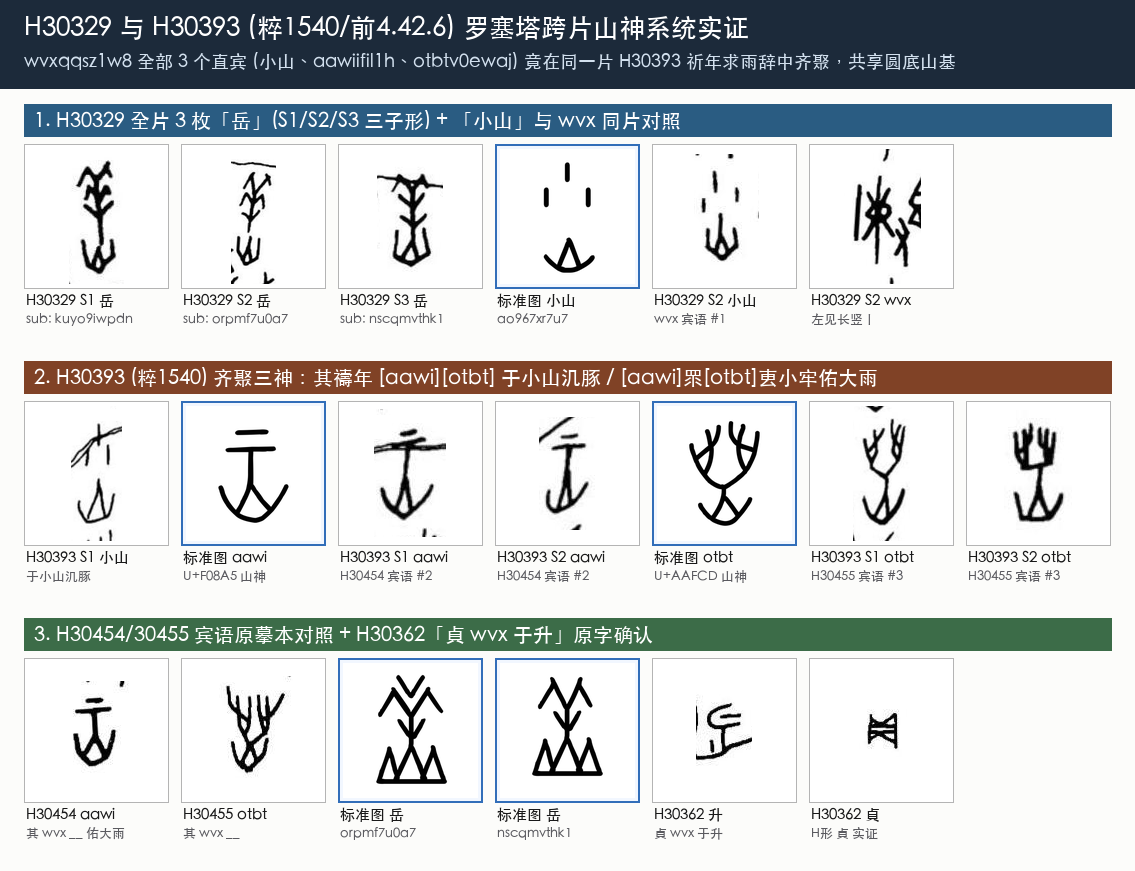 H30329 与 H30393 (粹1540/前4.42.6) 罗塞塔跨片山神系统实证
wvxqqsz1w8 全部 3 个直宾 (小山、aawiifil1h、otbtv0ewaj) 竟在同一片 H30393 祈年求雨辞中齐聚，共享圆底山基
1. H30329 全片 3 枚「岳」(S1/S2/S3 三子形) + 「小山」与 wvx 同片对照
H30329 S1 岳
sub: kuyo9iwpdn
H30329 S2 岳
sub: orpmf7u0a7
H30329 S3 岳
sub: nscqmvthk1
标准图 小山
ao967xr7u7
H30329 S2 小山
wvx 宾语 #1
H30329 S2 wvx
左见长竖丨
2. H30393 (粹1540) 齐聚三神：其禱年 [aawi][otbt] 于小山汎豚 / [aawi]眔[otbt]叀小牢佑大雨
H30393 S1 小山
于小山汎豚
标准图 aawi
U+F08A5 山神
H30393 S1 aawi
H30454 宾语 #2
H30393 S2 aawi
H30454 宾语 #2
标准图 otbt
U+AAFCD 山神
H30393 S1 otbt
H30455 宾语 #3
H30393 S2 otbt
H30455 宾语 #3
3. H30454/30455 宾语原摹本对照 + H30362「貞 wvx 于升」原字确认
H30454 aawi
其 wvx __ 佑大雨
H30455 otbt
其 wvx __
标准图 岳
orpmf7u0a7
标准图 岳
nscqmvthk1
H30362 升
貞 wvx 于升
H30362 貞
H形 貞 实证